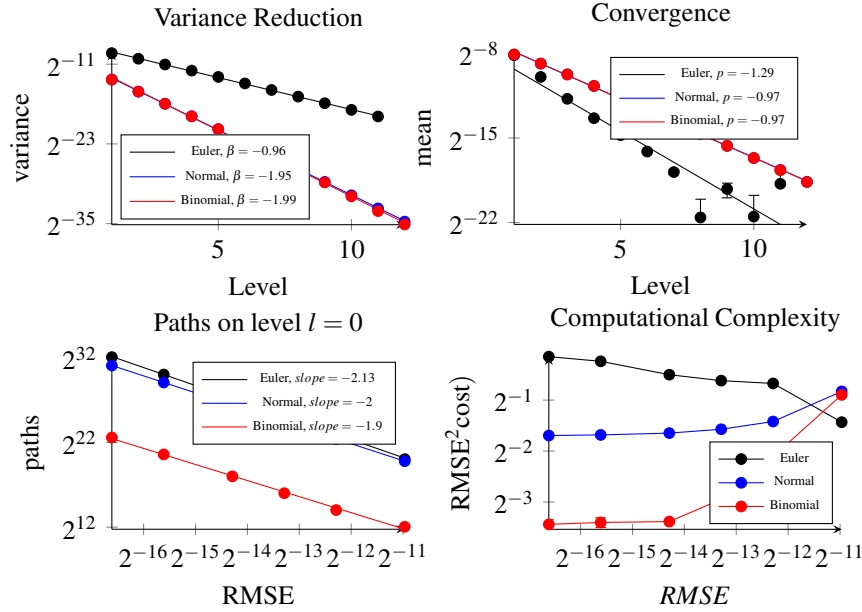 Variance Reduction
2^{-11}
2^{-23}
2^{-35}
variance
Euler, β = −0.96
Normal, β = −1.95
Binomial, β = −1.99
5
10
Level
Convergence
2^{-8}
2^{-15}
2^{-22}
mean
Euler, p = −1.29
Normal, p = −0.97
Binomial, p = −0.97
5
10
Level
Paths on level l = 0
2^{32}
2^{22}
2^{12}
paths
Euler, slope = −2.13
Normal, slope = −2
Binomial, slope = −1.9
2^{-16}
2^{-15}
2^{-14}
2^{-13}
2^{-12}
2^{-11}
RMSE
Computational Complexity
2^{-1}
2^{-2}
2^{-3}
RMSE^2cost)
Euler
Normal
Binomial
2^{-16}
2^{-15}
2^{-14}
2^{-13}
2^{-12}
2^{-11}
RMSE